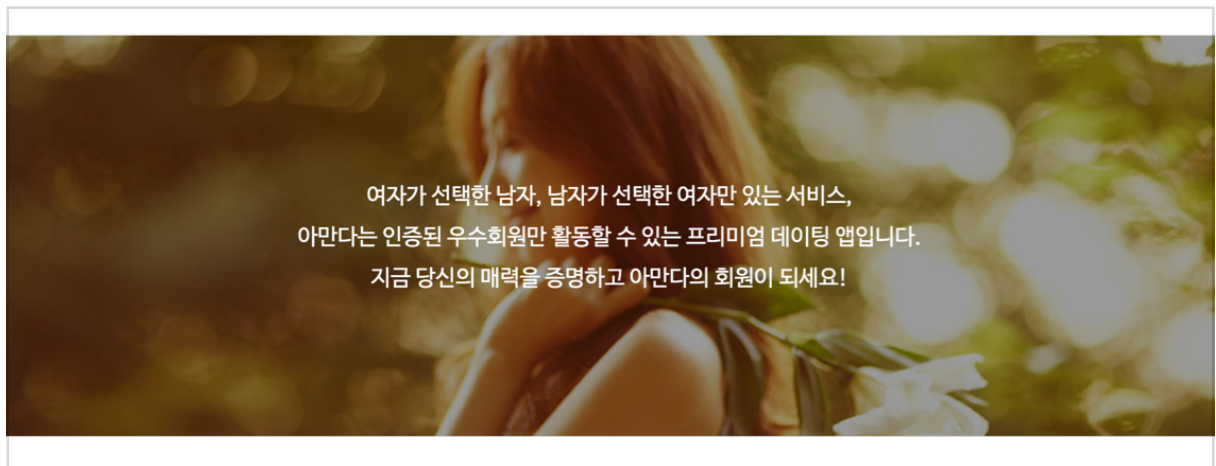 여자가 선택한 남자, 남자가 선택한 여자만 있는 서비스,
아만다는 인증된 우수회원만 활동할 수 있는 프리미엄 데이팅 앱입니다.
지금 당신의 매력을 증명하고 아만다의 회원이 되세요!